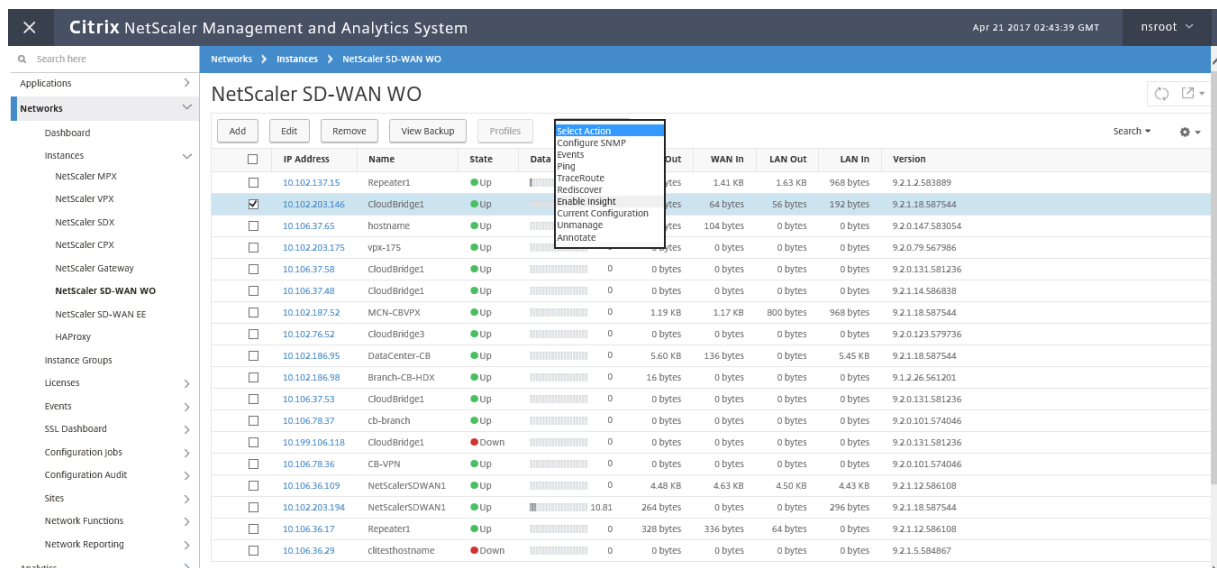 Citrix NetScaler Management and Analytics System
Apr 21 2017 02:43:39 GMT
nsroot
Search here
Networks > Instances > NetScaler SD-WAN WO
Applications
Networks
Dashboard
Instances
NetScaler MPX
NetScaler VPX
NetScaler SDX
NetScaler CPX
NetScaler Gateway
NetScaler SD-WAN WO
NetScaler SD-WAN EE
HAProxy
Instance Groups
Licenses
Events
SSL Dashboard
Configuration Jobs
Configuration Audit
Sites
Network Functions
Network Reporting
Analytics
NetScaler SD-WAN WO
Add Edit Remove View Backup Profiles
Select Action
Configure SNMP
Events
Ping
TraceRoute
Rediscover
Enable Insight
Current Configuration
Unmanage
Annotate
Search
IP Address Name State Data Out WAN In LAN Out LAN In Version
10.102.137.15 Repeater1 Up 1.41 KB 1.63 KB 968 bytes 9.2.1.2.583889
10.102.203.146 CloudBridge1 Up 64 bytes 56 bytes 192 bytes 9.2.1.18.587544
10.106.37.65 hostname Up 104 bytes 0 bytes 0 bytes 9.2.0.147.583054
10.102.203.175 vpx-175 Up 0 bytes 0 bytes 0 bytes 9.2.0.79.567986
10.106.37.58 CloudBridge1 Up 0 0 bytes 0 bytes 0 bytes 0 bytes 9.2.0.131.581236
10.106.37.48 CloudBridge1 Up 0 0 bytes 0 bytes 0 bytes 0 bytes 9.2.1.14.586838
10.102.187.52 MCN-CBVPX Up 0 1.19 KB 1.17 KB 800 bytes 968 bytes 9.2.1.18.587544
10.102.76.52 CloudBridge3 Up 0 0 bytes 0 bytes 0 bytes 0 bytes 9.2.0.123.579736
10.102.186.95 DataCenter-CB Up 0 5.60 KB 136 bytes 0 bytes 5.45 KB 9.2.1.18.587544
10.102.186.98 Branch-CB-HDX Up 0 16 bytes 0 bytes 0 bytes 0 bytes 9.1.2.26.561201
10.106.37.53 CloudBridge1 Up 0 0 bytes 0 bytes 0 bytes 0 bytes 9.2.0.131.581236
10.106.78.37 cb-branch Up 0 0 bytes 0 bytes 0 bytes 0 bytes 9.2.0.101.574046
10.199.106.118 CloudBridge1 Down 0 0 bytes 0 bytes 0 bytes 0 bytes 9.2.0.131.581236
10.106.78.36 CB-VPN Up 0 0 bytes 0 bytes 0 bytes 0 bytes 9.2.0.101.574046
10.106.36.109 NetScalerSDWAN1 Up 0 4.48 KB 4.63 KB 4.50 KB 4.43 KB 9.2.1.12.586108
10.102.203.194 NetScalerSDWAN1 Up 10.81 264 bytes 0 bytes 0 bytes 296 bytes 9.2.1.18.587544
10.106.36.17 Repeater1 Up 0 328 bytes 336 bytes 64 bytes 0 bytes 9.2.1.12.586108
10.106.36.29 clitesthostname Down 0 0 bytes 0 bytes 0 bytes 0 bytes 9.2.1.5.584867